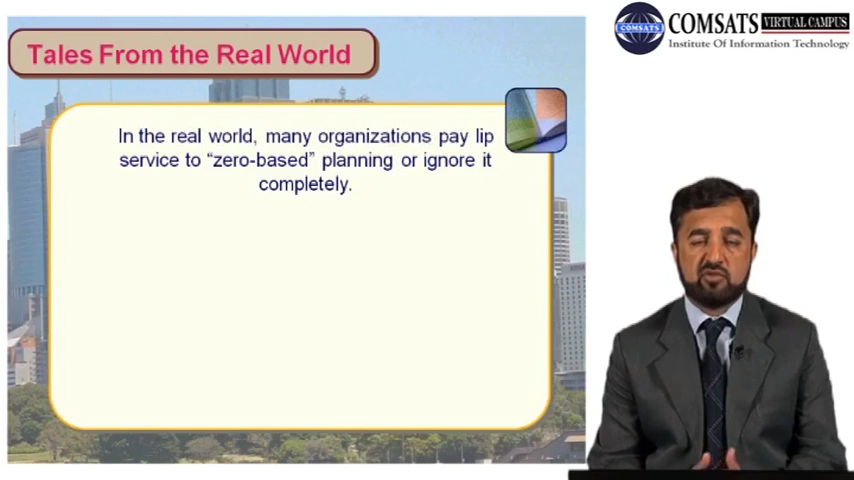 Tales From the Real World
In the real world, many organizations pay lip
service to “zero-based” planning or ignore it
completely.
COMSATS
COMSATS VIRTUAL CAMPUS
Institute Of Information Technology